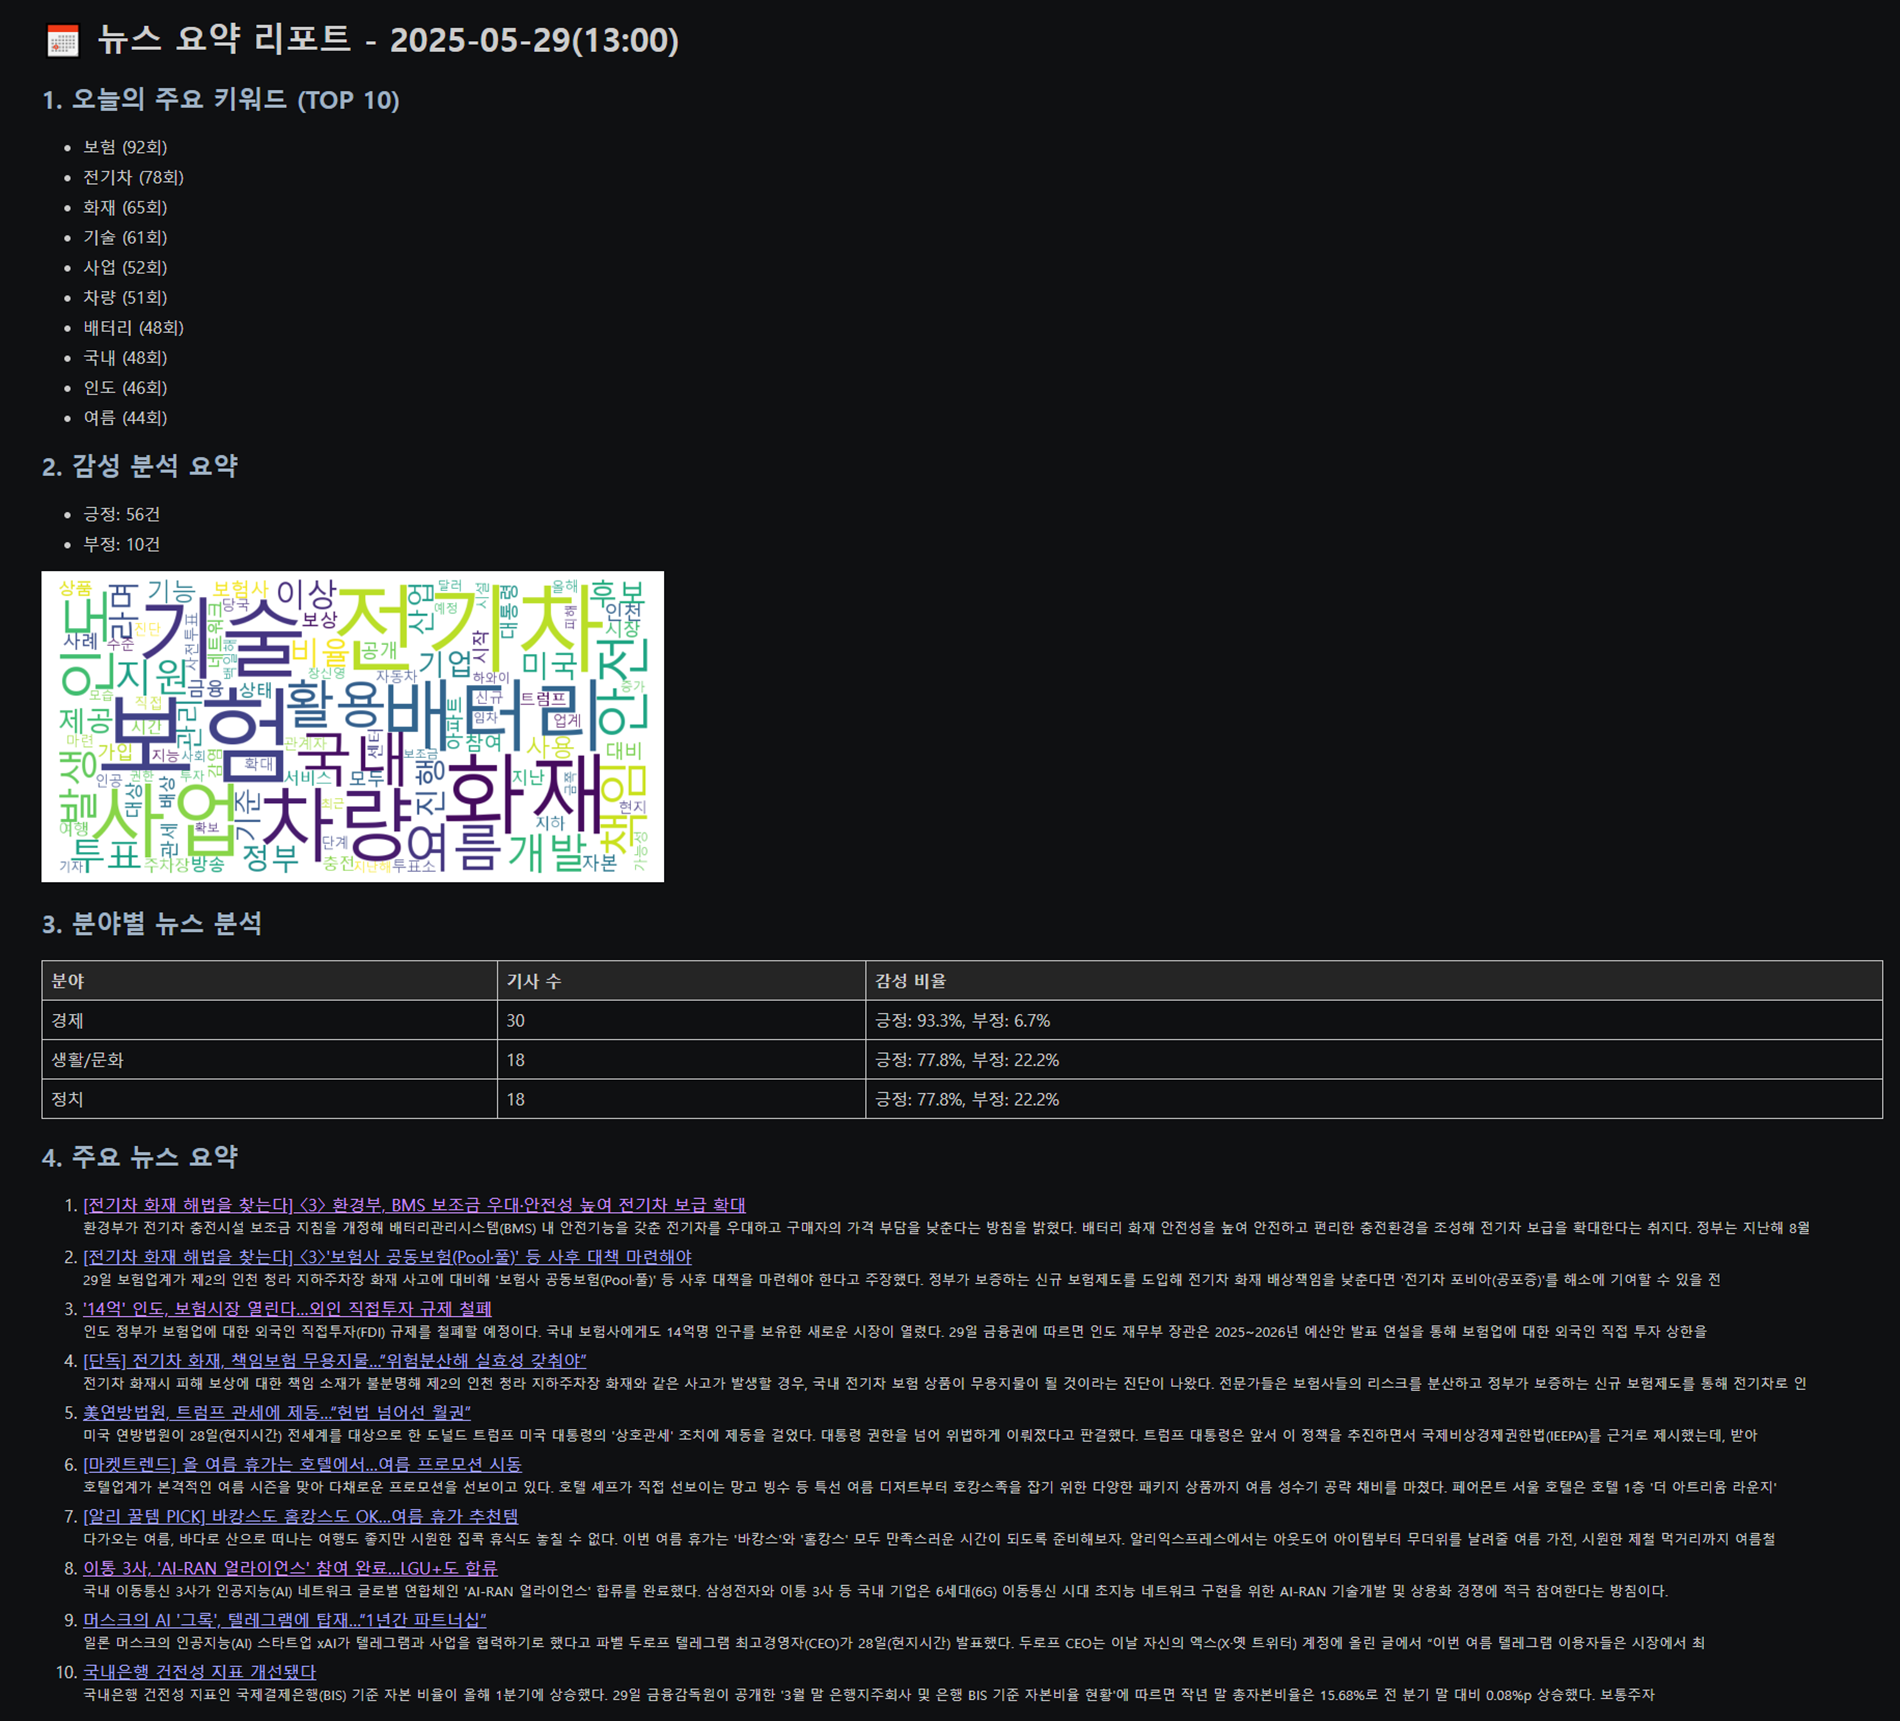 뉴스 요약 리포트 - 2025-05-29(13:00)
1. 오늘의 주요 키워드 (TOP 10)
• 보험 (92회)
• 전기차 (78회)
• 화재 (65회)
• 기술 (61회)
• 사업 (52회)
• 차량 (51회)
• 배터리 (48회)
• 국내 (48회)
• 인도 (46회)
• 여름 (44회)
2. 감성 분석 요약
• 긍정: 56건
• 부정: 10건
상품 기능 보험사 이상 전기차 산업 달러 시설 대통령 올해 후보
내 라며 기술 당국 보상 예정 피해 인천
사례 수준 진단 사전투표 네트워크 백일해 비율 공개 시작 시장
인 지원 금융 상태 장신영 자동차 기업 하와이 미국 안전
모습 직접 보험 활용 배터리 신규 트럼프 증가
제공 시간 관리 국내 센터 하파트 임차 업계
마련 가입 지능 사회 감염 관계자 확대 보조금 참여 사용 대비
발생 인공 권한 투자 서비스 모두 진행 화재 지난 금쪽 책임
대상 배상 사업 기준 차량 최근 현지
여행 관세 확보 단계 여름 지하 개발 가능성
기자 투표 주차장 방송 정부 충전 지난해 투표소 자본
3. 분야별 뉴스 분석
분야 기사 수 감성 비율
경제 30 긍정: 93.3%, 부정: 6.7%
생활/문화 18 긍정: 77.8%, 부정: 22.2%
정치 18 긍정: 77.8%, 부정: 22.2%
4. 주요 뉴스 요약
1. [전기차 화재 해법을 찾는다] 〈3〉 환경부, BMS 보조금 우대·안전성 높여 전기차 보급 확대
환경부가 전기차 충전시설 보조금 지침을 개정해 배터리관리시스템(BMS) 내 안전기능을 갖춘 전기차를 우대하고 구매자의 가격 부담을 낮춘다는 방침을 밝혔다. 배터리 화재 안전성을 높여 안전하고 편리한 충전환경을 조성해 전기차 보급을 확대한다는 취지다. 정부는 지난해 8월
2. [전기차 화재 해법을 찾는다] 〈3〉'보험사 공동보험(Pool·풀)' 등 사후 대책 마련해야
29일 보험업계가 제2의 인천 청라 지하주차장 화재 사고에 대비해 '보험사 공동보험(Pool·풀)' 등 사후 대책을 마련해야 한다고 주장했다. 정부가 보증하는 신규 보험제도를 도입해 전기차 화재 배상책임을 낮춘다면 '전기차 포비아(공포증)'를 해소에 기여할 수 있을 전
3. '14억' 인도, 보험시장 열린다…외인 직접투자 규제 철폐
인도 정부가 보험업에 대한 외국인 직접투자(FDI) 규제를 철폐할 예정이다. 국내 보험사에게도 14억명 인구를 보유한 새로운 시장이 열렸다. 29일 금융권에 따르면 인도 재무부 장관은 2025~2026년 예산안 발표 연설을 통해 보험업에 대한 외국인 직접 투자 상한을
4. [단독] 전기차 화재, 책임보험 무용지물…“위험분산해 실효성 갖춰야”
전기차 화재시 피해 보상에 대한 책임 소재가 불분명해 제2의 인천 청라 지하주차장 화재와 같은 사고가 발생할 경우, 국내 전기차 보험 상품이 무용지물이 될 것이라는 진단이 나왔다. 전문가들은 보험사들의 리스크를 분산하고 정부가 보증하는 신규 보험제도를 통해 전기차로 인
5. 美연방법원, 트럼프 관세에 제동…“헌법 넘어선 월권”
미국 연방법원이 28일(현지시간) 전세계를 대상으로 한 도널드 트럼프 미국 대통령의 '상호관세' 조치에 제동을 걸었다. 대통령 권한을 넘어 위법하게 이뤄졌다고 판결했다. 트럼프 대통령은 앞서 이 정책을 추진하면서 국제비상경제권한법(IEEPA)를 근거로 제시했는데, 받아
6. [마켓트렌드] 올 여름 휴가는 호텔에서…여름 프로모션 시동
호텔업계가 본격적인 여름 시즌을 맞아 다채로운 프로모션을 선보이고 있다. 호텔 셰프가 직접 선보이는 망고 빙수 등 특선 여름 디저트부터 호캉스족을 잡기 위한 다양한 패키지 상품까지 여름 성수기 공략 채비를 마쳤다. 페어몬트 서울 호텔은 호텔 1층 '더 아트리움 라운지'
7. [알리 꿀템 PICK] 바캉스도 홈캉스도 OK…여름 휴가 추천템
다가오는 여름, 바다로 산으로 떠나는 여행도 좋지만 시원한 집콕 휴식도 놓칠 수 없다. 이번 여름 휴가는 '바캉스'와 '홈캉스' 모두 만족스러운 시간이 되도록 준비해보자. 알리익스프레스에서는 아웃도어 아이템부터 무더위를 날려줄 여름 가전, 시원한 제철 먹거리까지 여름철
8. 이통 3사, 'AI-RAN 얼라이언스' 참여 완료…LGU+도 합류
국내 이동통신 3사가 인공지능(AI) 네트워크 글로벌 연합체인 'AI-RAN 얼라이언스' 합류를 완료했다. 삼성전자와 이통 3사 등 국내 기업은 6세대(6G) 이동통신 시대 초지능 네트워크 구현을 위한 AI-RAN 기술개발 및 상용화 경쟁에 적극 참여한다는 방침이다.
9. 머스크의 AI '그록', 텔레그램에 탑재…“1년간 파트너십”
일론 머스크의 인공지능(AI) 스타트업 xAI가 텔레그램과 사업을 협력하기로 했다고 파벨 두로프 텔레그램 최고경영자(CEO)가 28일(현지시간) 발표했다. 두로프 CEO는 이날 자신의 엑스(X·옛 트위터) 계정에 올린 글에서 “이번 여름 텔레그램 이용자들은 시장에서 최
10. 국내은행 건전성 지표 개선됐다
국내은행 건전성 지표인 국제결제은행(BIS) 기준 자본 비율이 올해 1분기에 상승했다. 29일 금융감독원이 공개한 '3월 말 은행지주회사 및 은행 BIS 기준 자본비율 현황'에 따르면 작년 말 총자본비율은 15.68%로 전 분기 말 대비 0.08%p 상승했다. 보통주자